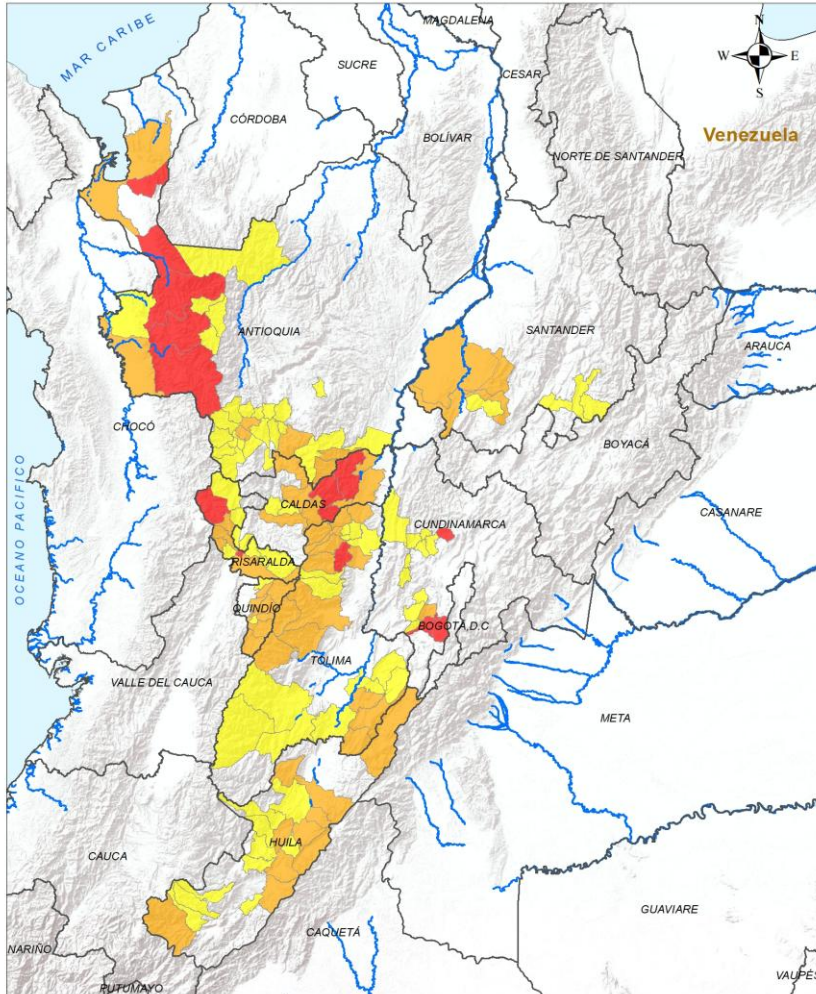 MAGDALENA
MAR CARIBE
N
W E
S
SUCRE
CESAR
CÓRDOBA
BOLÍVAR
Venezuela
NORTE DE SANTANDER
ANTIOQUIA
SANTANDER
ARAUCA
CHOCÓ
BOYACÁ
OCEANO PACIFICO
CALDAS
CUNDINAMARCA
CASANARE
RISARALDA
QUINDÍO
BOGOTÁ,D.C
TOLIMA
VALLE DEL CAUCA
META
HUILA
CAUCA
GUAVIARE
CAQUETÁ
NARIÑO
PUTUMAYO
VAUPÉS